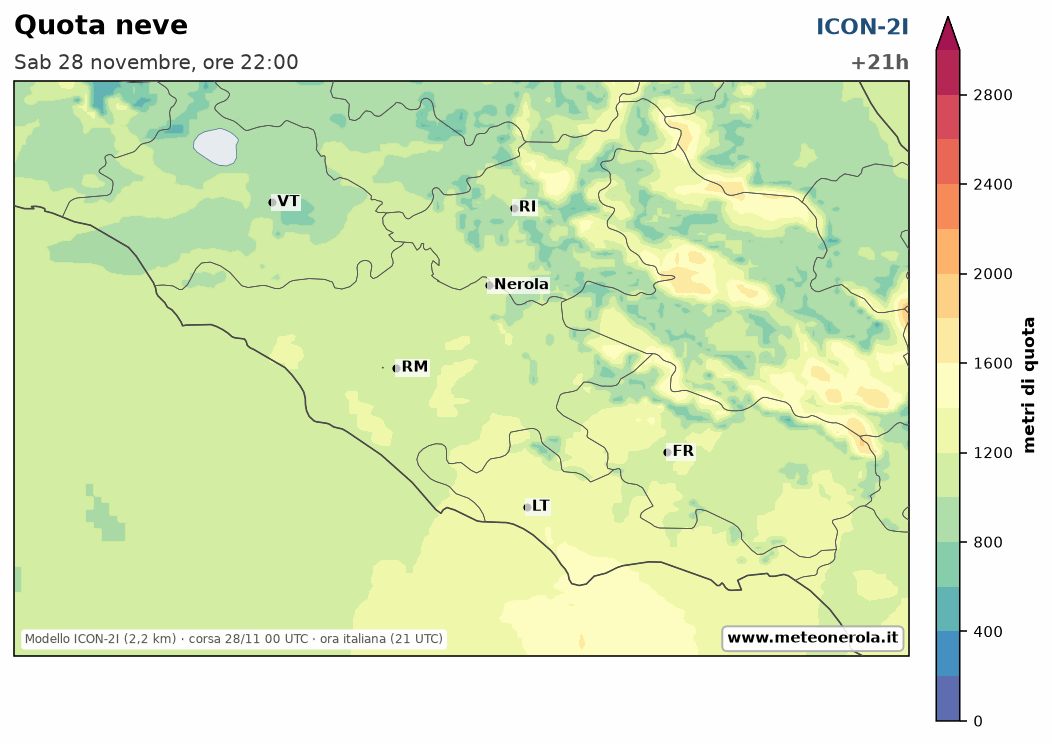 Quota neve
ICON-2I
Sab 28 novembre, ore 22:00
+21h
2800
2400
2000
1600
1200
800
400
0
metri di quota
VT
RI
Nerola
RM
FR
LT
Modello ICON-2I (2,2 km) · corsa 28/11 00 UTC · ora italiana (21 UTC)
www.meteonerola.it